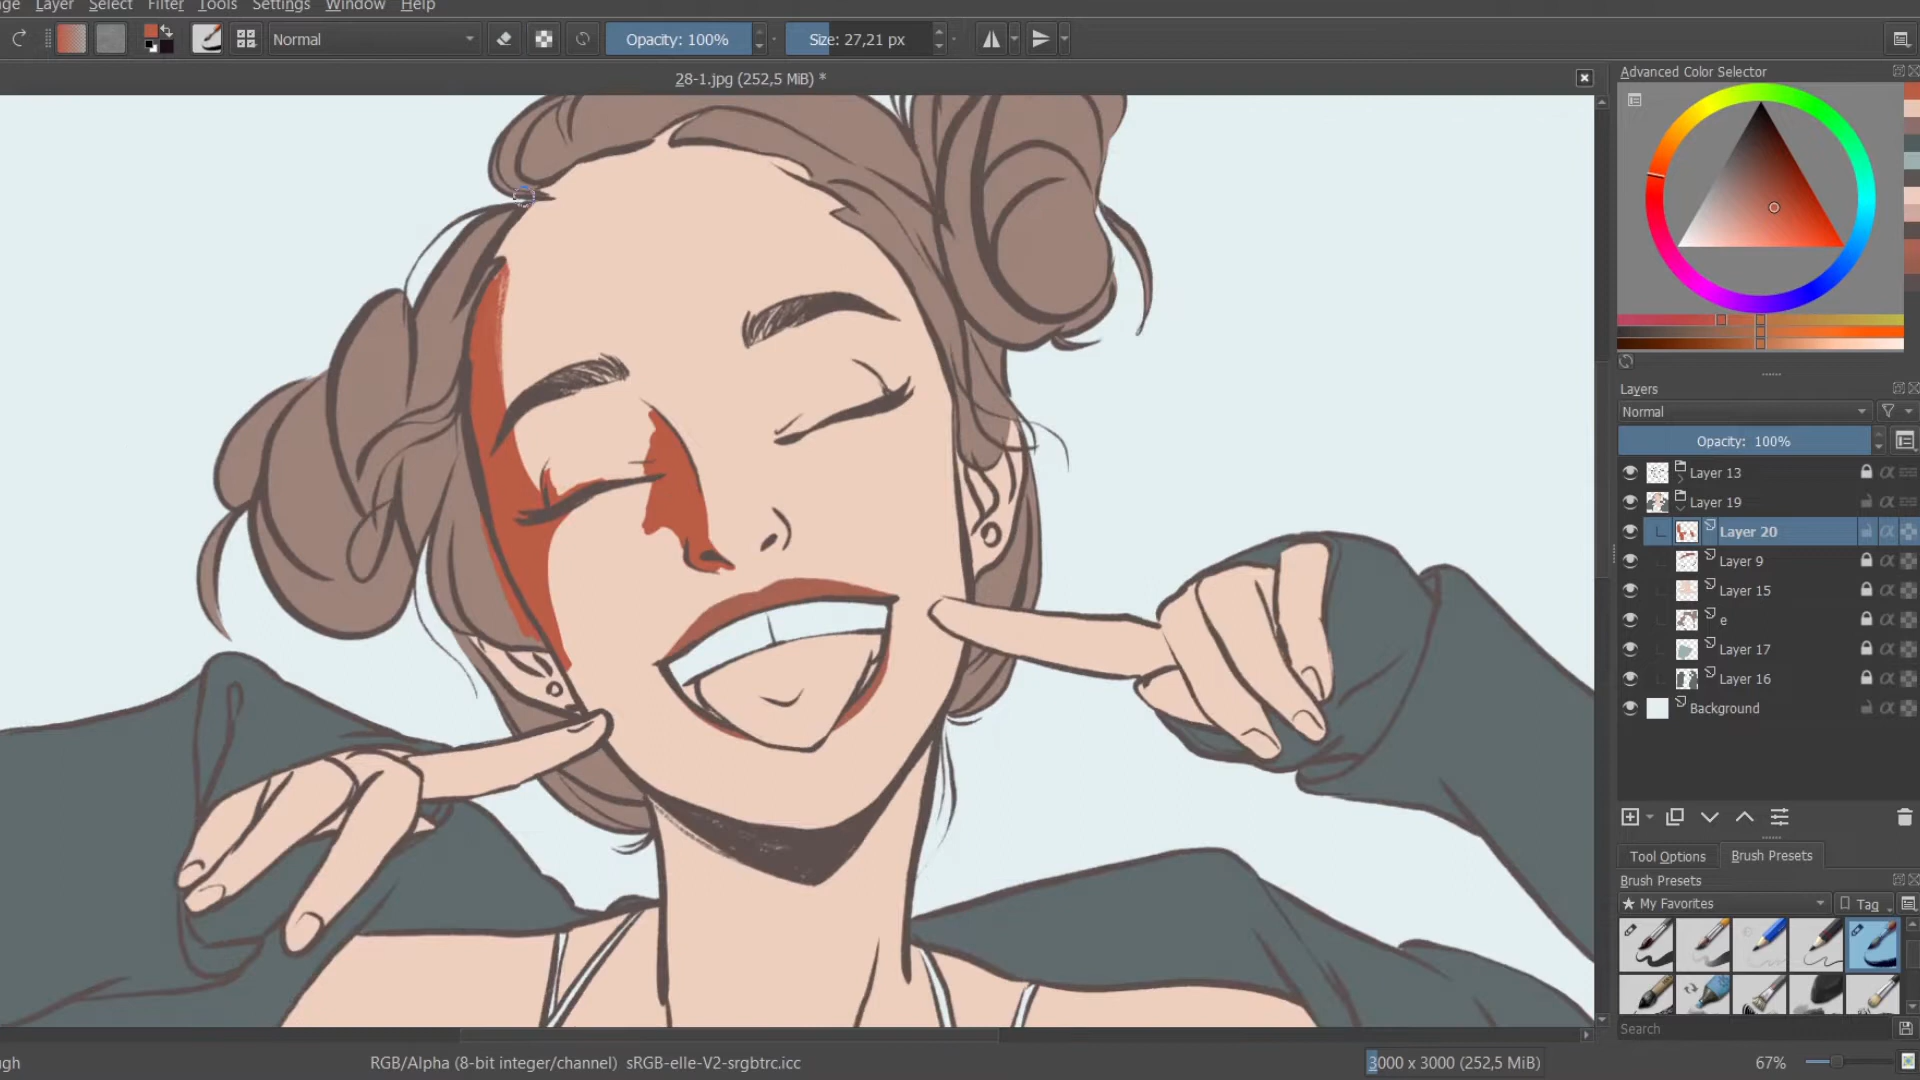 ge Layer Select Filter Tools Settings Window Help
Normal Opacity: 100% Size: 27,21 px
28-1.jpg (252,5 MiB) *
Advanced Color Selector
Layers
Normal
Opacity: 100%
Layer 13
Layer 19
Layer 20
Layer 9
Layer 15
e
Layer 17
Layer 16
Background
Tool Options Brush Presets
Brush Presets
★ My Favorites Tag
Search
ugh RGB/Alpha (8-bit integer/channel) sRGB-elle-V2-srgbtrc.icc 3000 x 3000 (252,5 MiB) 67%